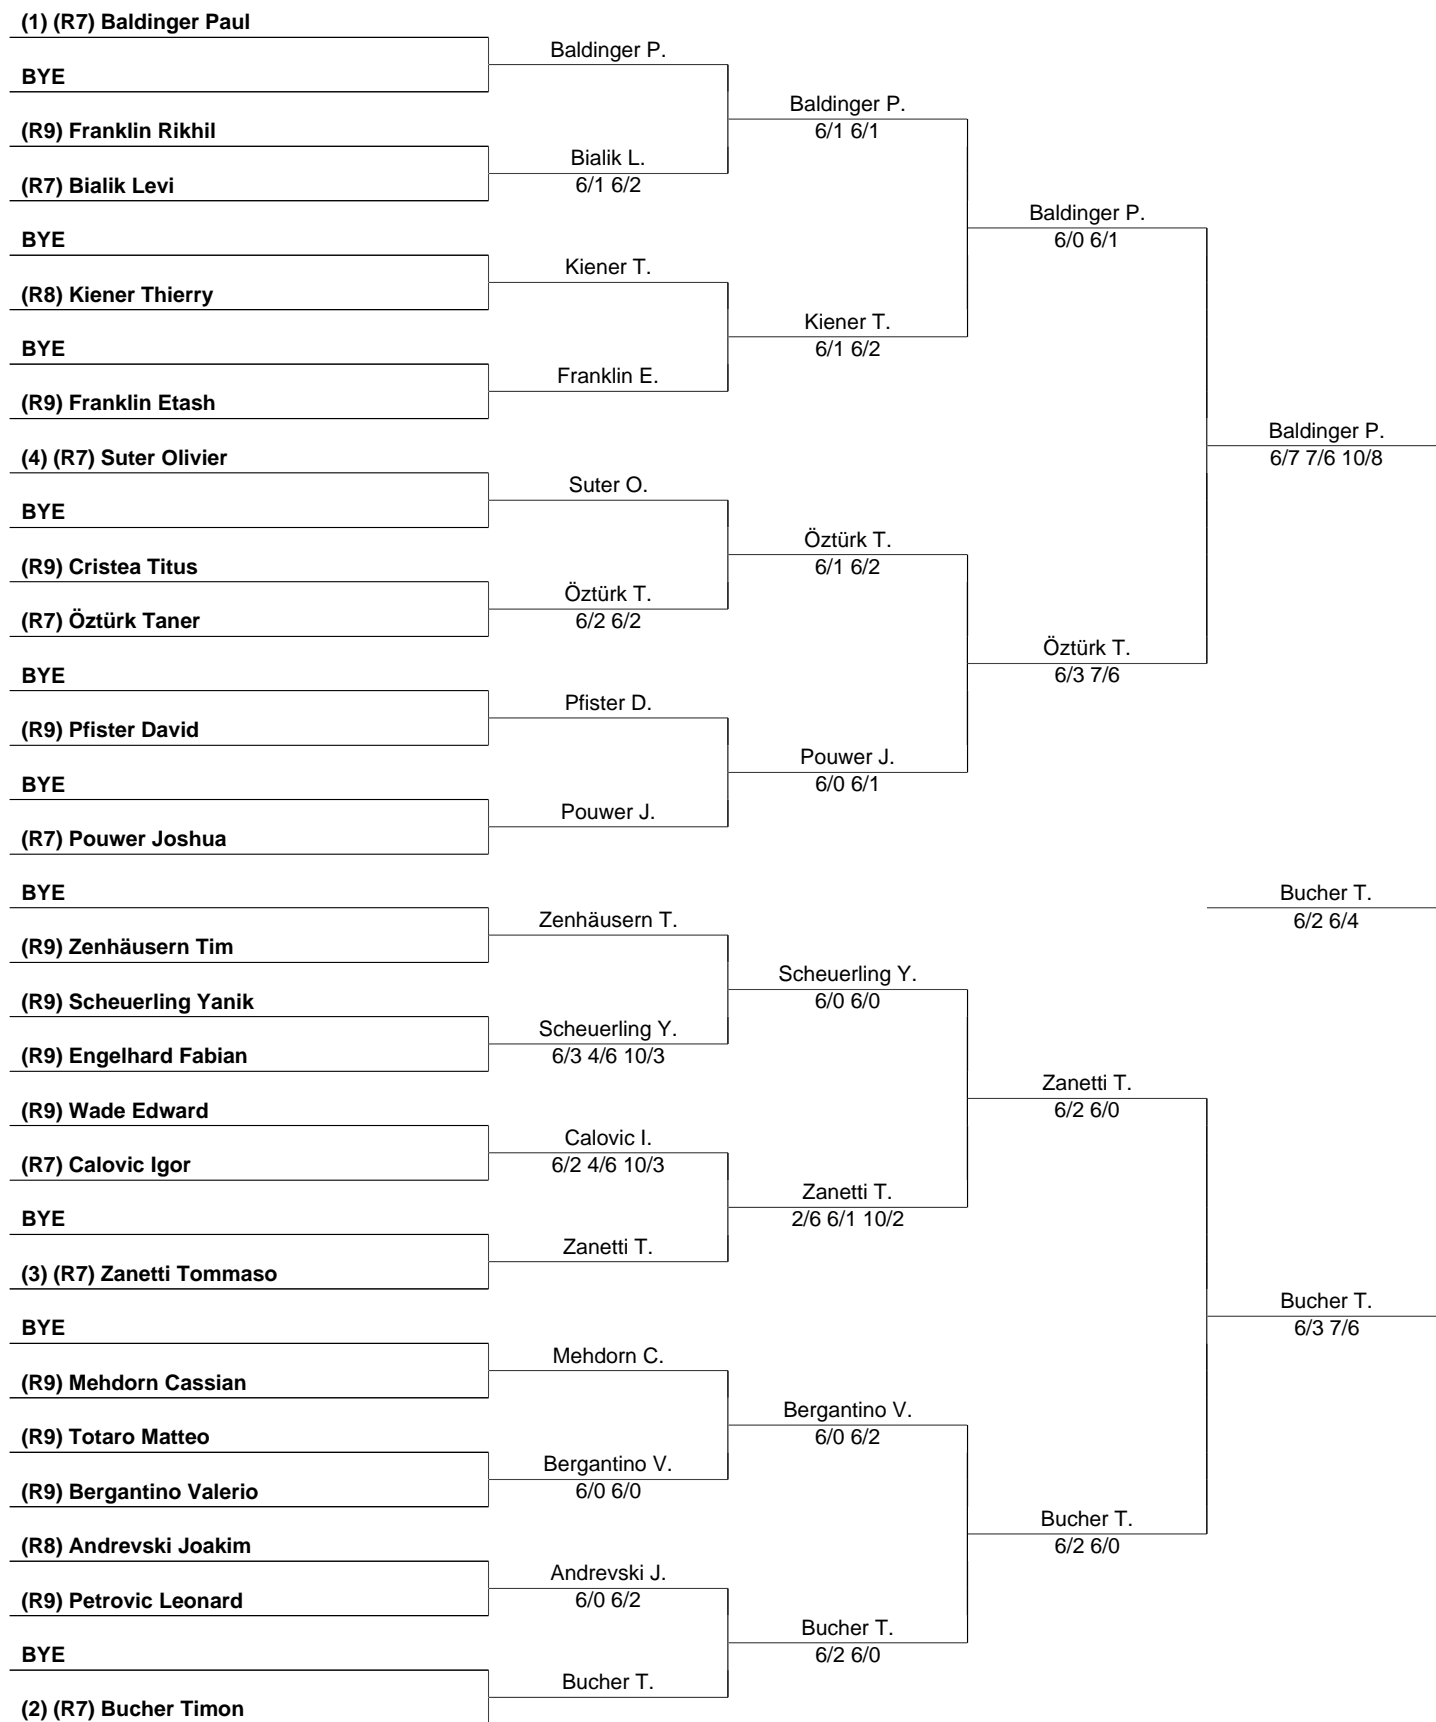 (1) (R7) Baldinger Paul
BYE
(R9) Franklin Rikhil
(R7) Bialik Levi
BYE
(R8) Kiener Thierry
BYE
(R9) Franklin Etash
(4) (R7) Suter Olivier
BYE
(R9) Cristea Titus
(R7) Öztürk Taner
BYE
(R9) Pfister David
BYE
(R7) Pouwer Joshua
BYE
(R9) Zenhäusern Tim
(R9) Scheuerling Yanik
(R9) Engelhard Fabian
(R9) Wade Edward
(R7) Calovic Igor
BYE
(3) (R7) Zanetti Tommaso
BYE
(R9) Mehdorn Cassian
(R9) Totaro Matteo
(R9) Bergantino Valerio
(R8) Andrevski Joakim
(R9) Petrovic Leonard
BYE
(2) (R7) Bucher Timon
Baldinger P.
Bialik L.
6/1 6/2
Kiener T.
Franklin E.
Suter O.
Öztürk T.
6/2 6/2
Pfister D.
Pouwer J.
Zenhäusern T.
Scheuerling Y.
6/3 4/6 10/3
Calovic I.
6/2 4/6 10/3
Zanetti T.
Mehdorn C.
Bergantino V.
6/0 6/0
Andrevski J.
6/0 6/2
Bucher T.
Baldinger P.
6/1 6/1
Kiener T.
6/1 6/2
Öztürk T.
6/1 6/2
Pouwer J.
6/0 6/1
Scheuerling Y.
6/0 6/0
Zanetti T.
2/6 6/1 10/2
Bergantino V.
6/0 6/2
Bucher T.
6/2 6/0
Baldinger P.
6/0 6/1
Öztürk T.
6/3 7/6
Zanetti T.
6/2 6/0
Bucher T.
6/2 6/0
Baldinger P.
6/7 7/6 10/8
Bucher T.
6/2 6/4
Bucher T.
6/3 7/6